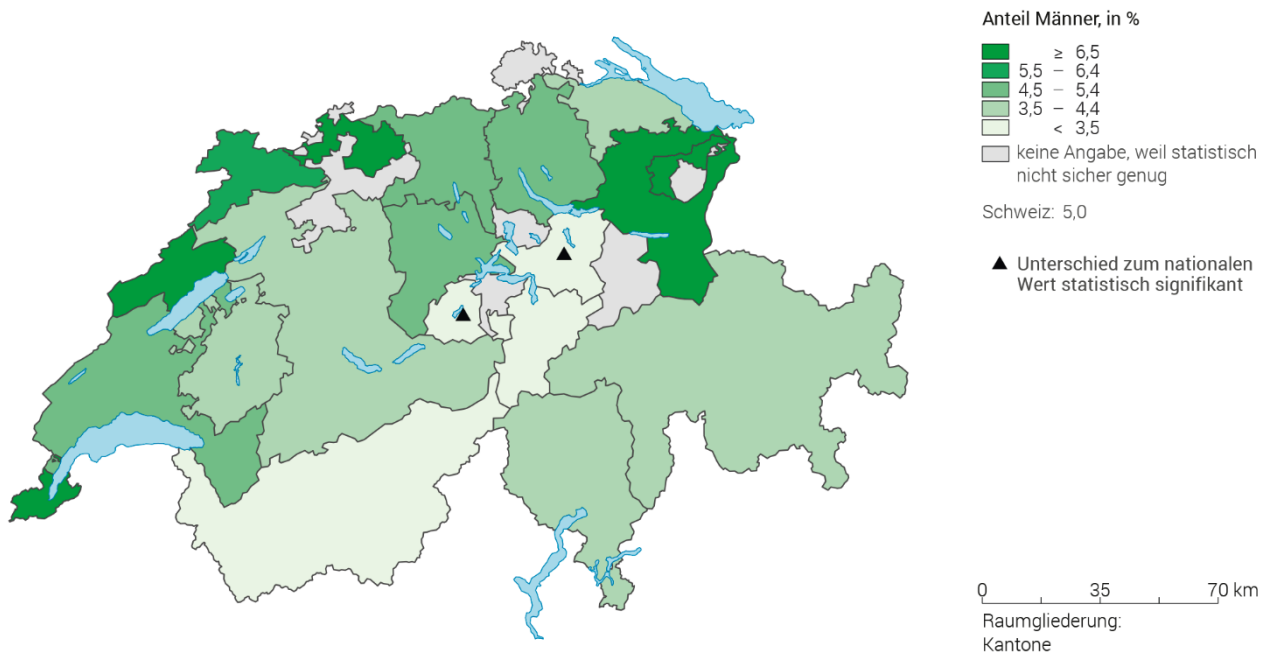 Anteil Männer, in %
≥ 6,5
5,5 – 6,4
4,5 – 5,4
3,5 – 4,4
< 3,5
keine Angabe, weil statistisch
nicht sicher genug
Schweiz: 5,0
▲ Unterschied zum nationalen
Wert statistisch signifikant
0 35 70 km
Raumgliederung:
Kantone